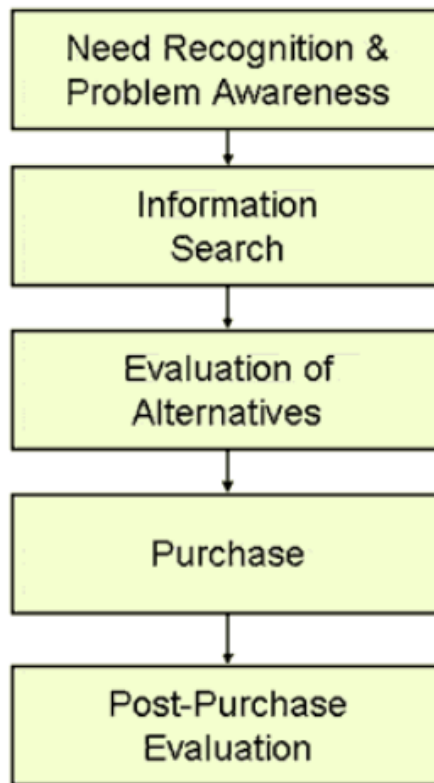 Need Recognition &
Problem Awareness
Information
Search
Evaluation of
Alternatives
Purchase
Post-Purchase
Evaluation